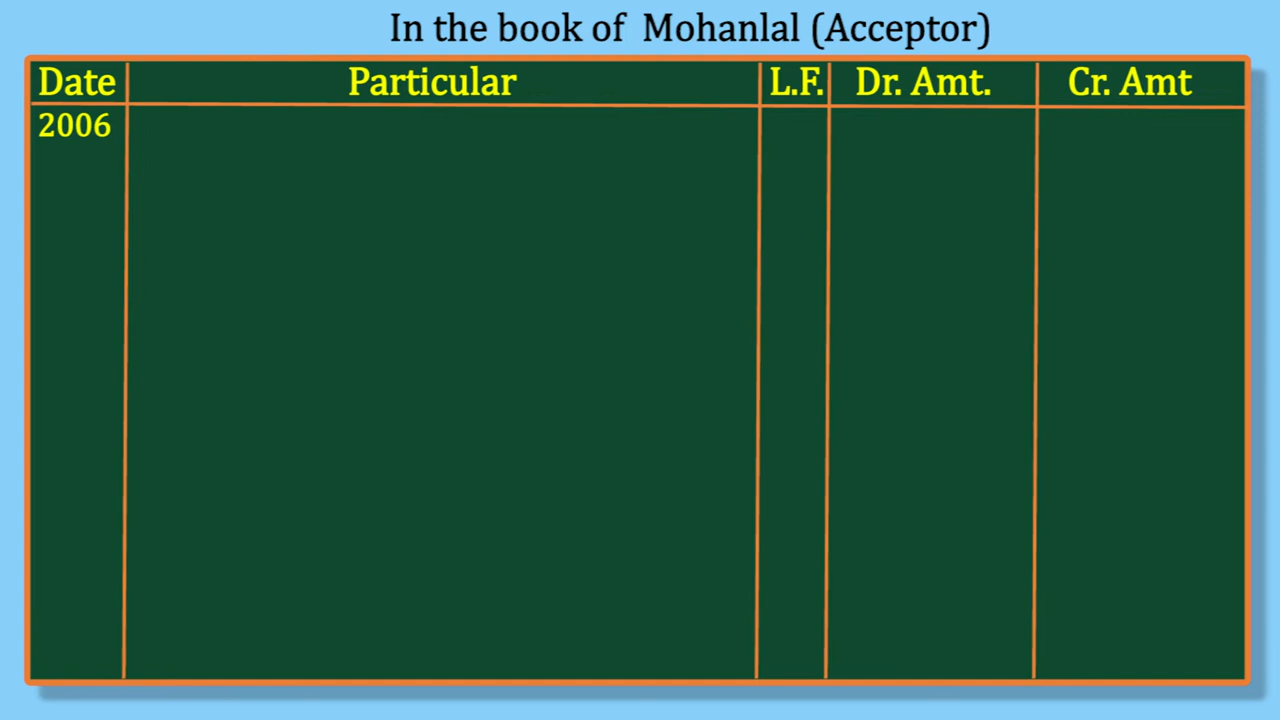 In the book of Mohanlal (Acceptor)
Date Particular L.F. Dr. Amt. Cr. Amt
2006